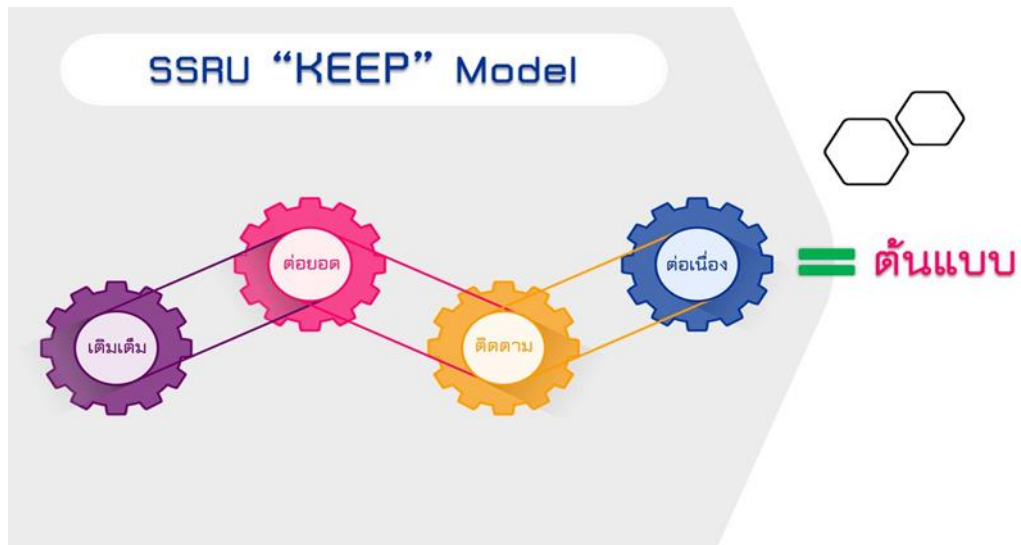 SSRU “KEEP” Model
เติมเต็ม
ต่อยอด
ติดตาม
ต่อเนื่อง
= ต้นแบบ